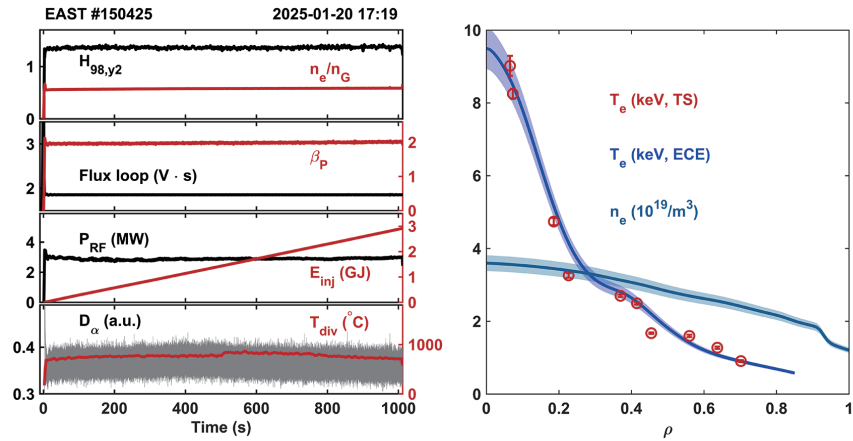 EAST #150425 2025-01-20 17:19
H98,y2
ne/nG
1
0
3
2
βP
Flux loop (V · s)
2
1
0
4
2
0
PRF (MW)
Einj (GJ)
3
2
1
0
0.4
0.3
Dα (a.u.)
Tdiv (°C)
1000
0
0 200 400 600 800 1000
Time (s)
10
8
6
4
2
0
Te (keV, TS)
Te (keV, ECE)
ne (10^19/m^3)
0 0.2 0.4 0.6 0.8 1
ρ